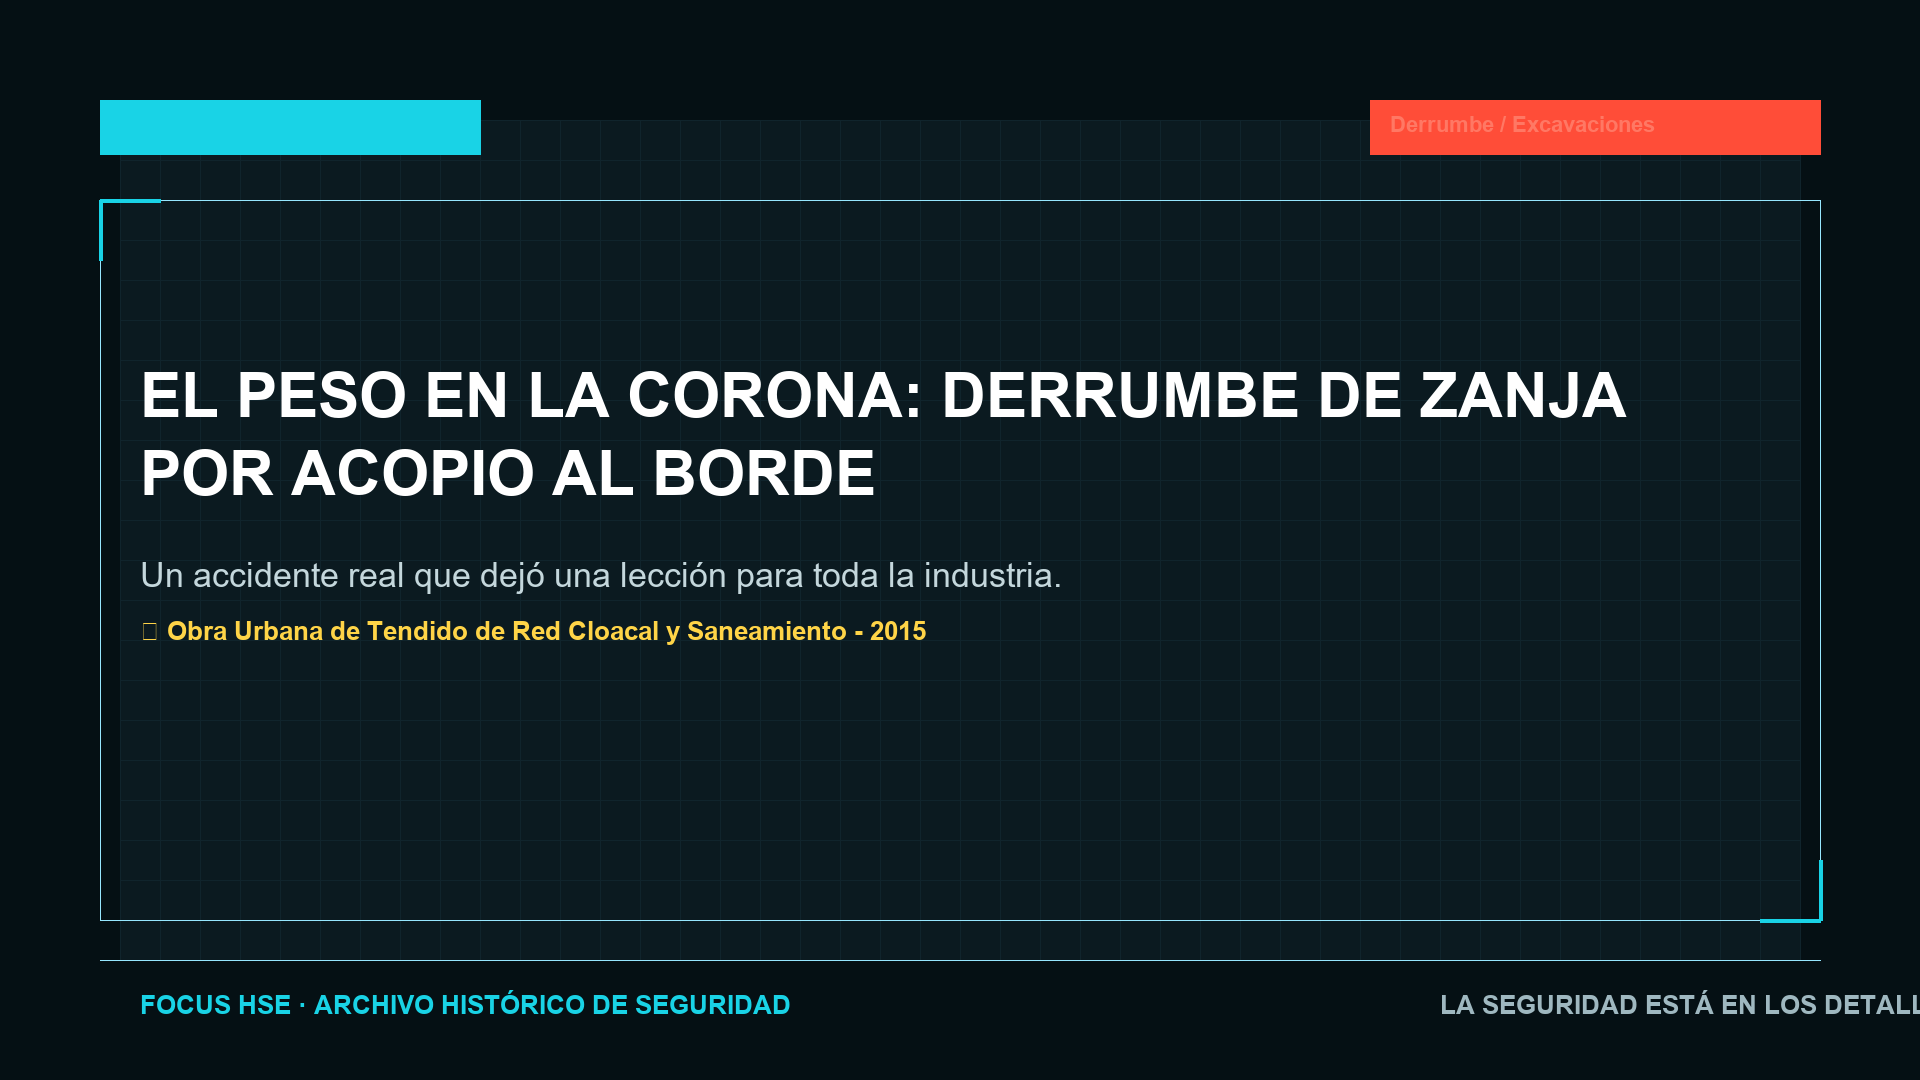 Derrumbe / Excavaciones
EL PESO EN LA CORONA: DERRUMBE DE ZANJA
POR ACOPIO AL BORDE
Un accidente real que dejó una lección para toda la industria.
Obra Urbana de Tendido de Red Cloacal y Saneamiento - 2015
FOCUS HSE · ARCHIVO HISTÓRICO DE SEGURIDAD
LA SEGURIDAD ESTÁ EN LOS DETALL